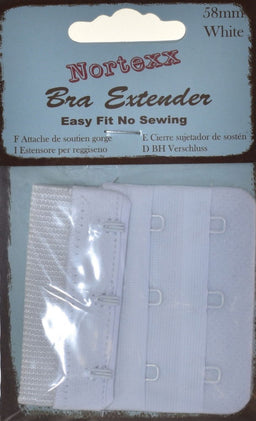 58mm
White
Nortexx
Bra Extender
Easy Fit No Sewing
F Attache de soutien gorge
E Cierre sujetador de sostén
I Estensore per reggiseno
D BH Verschluss